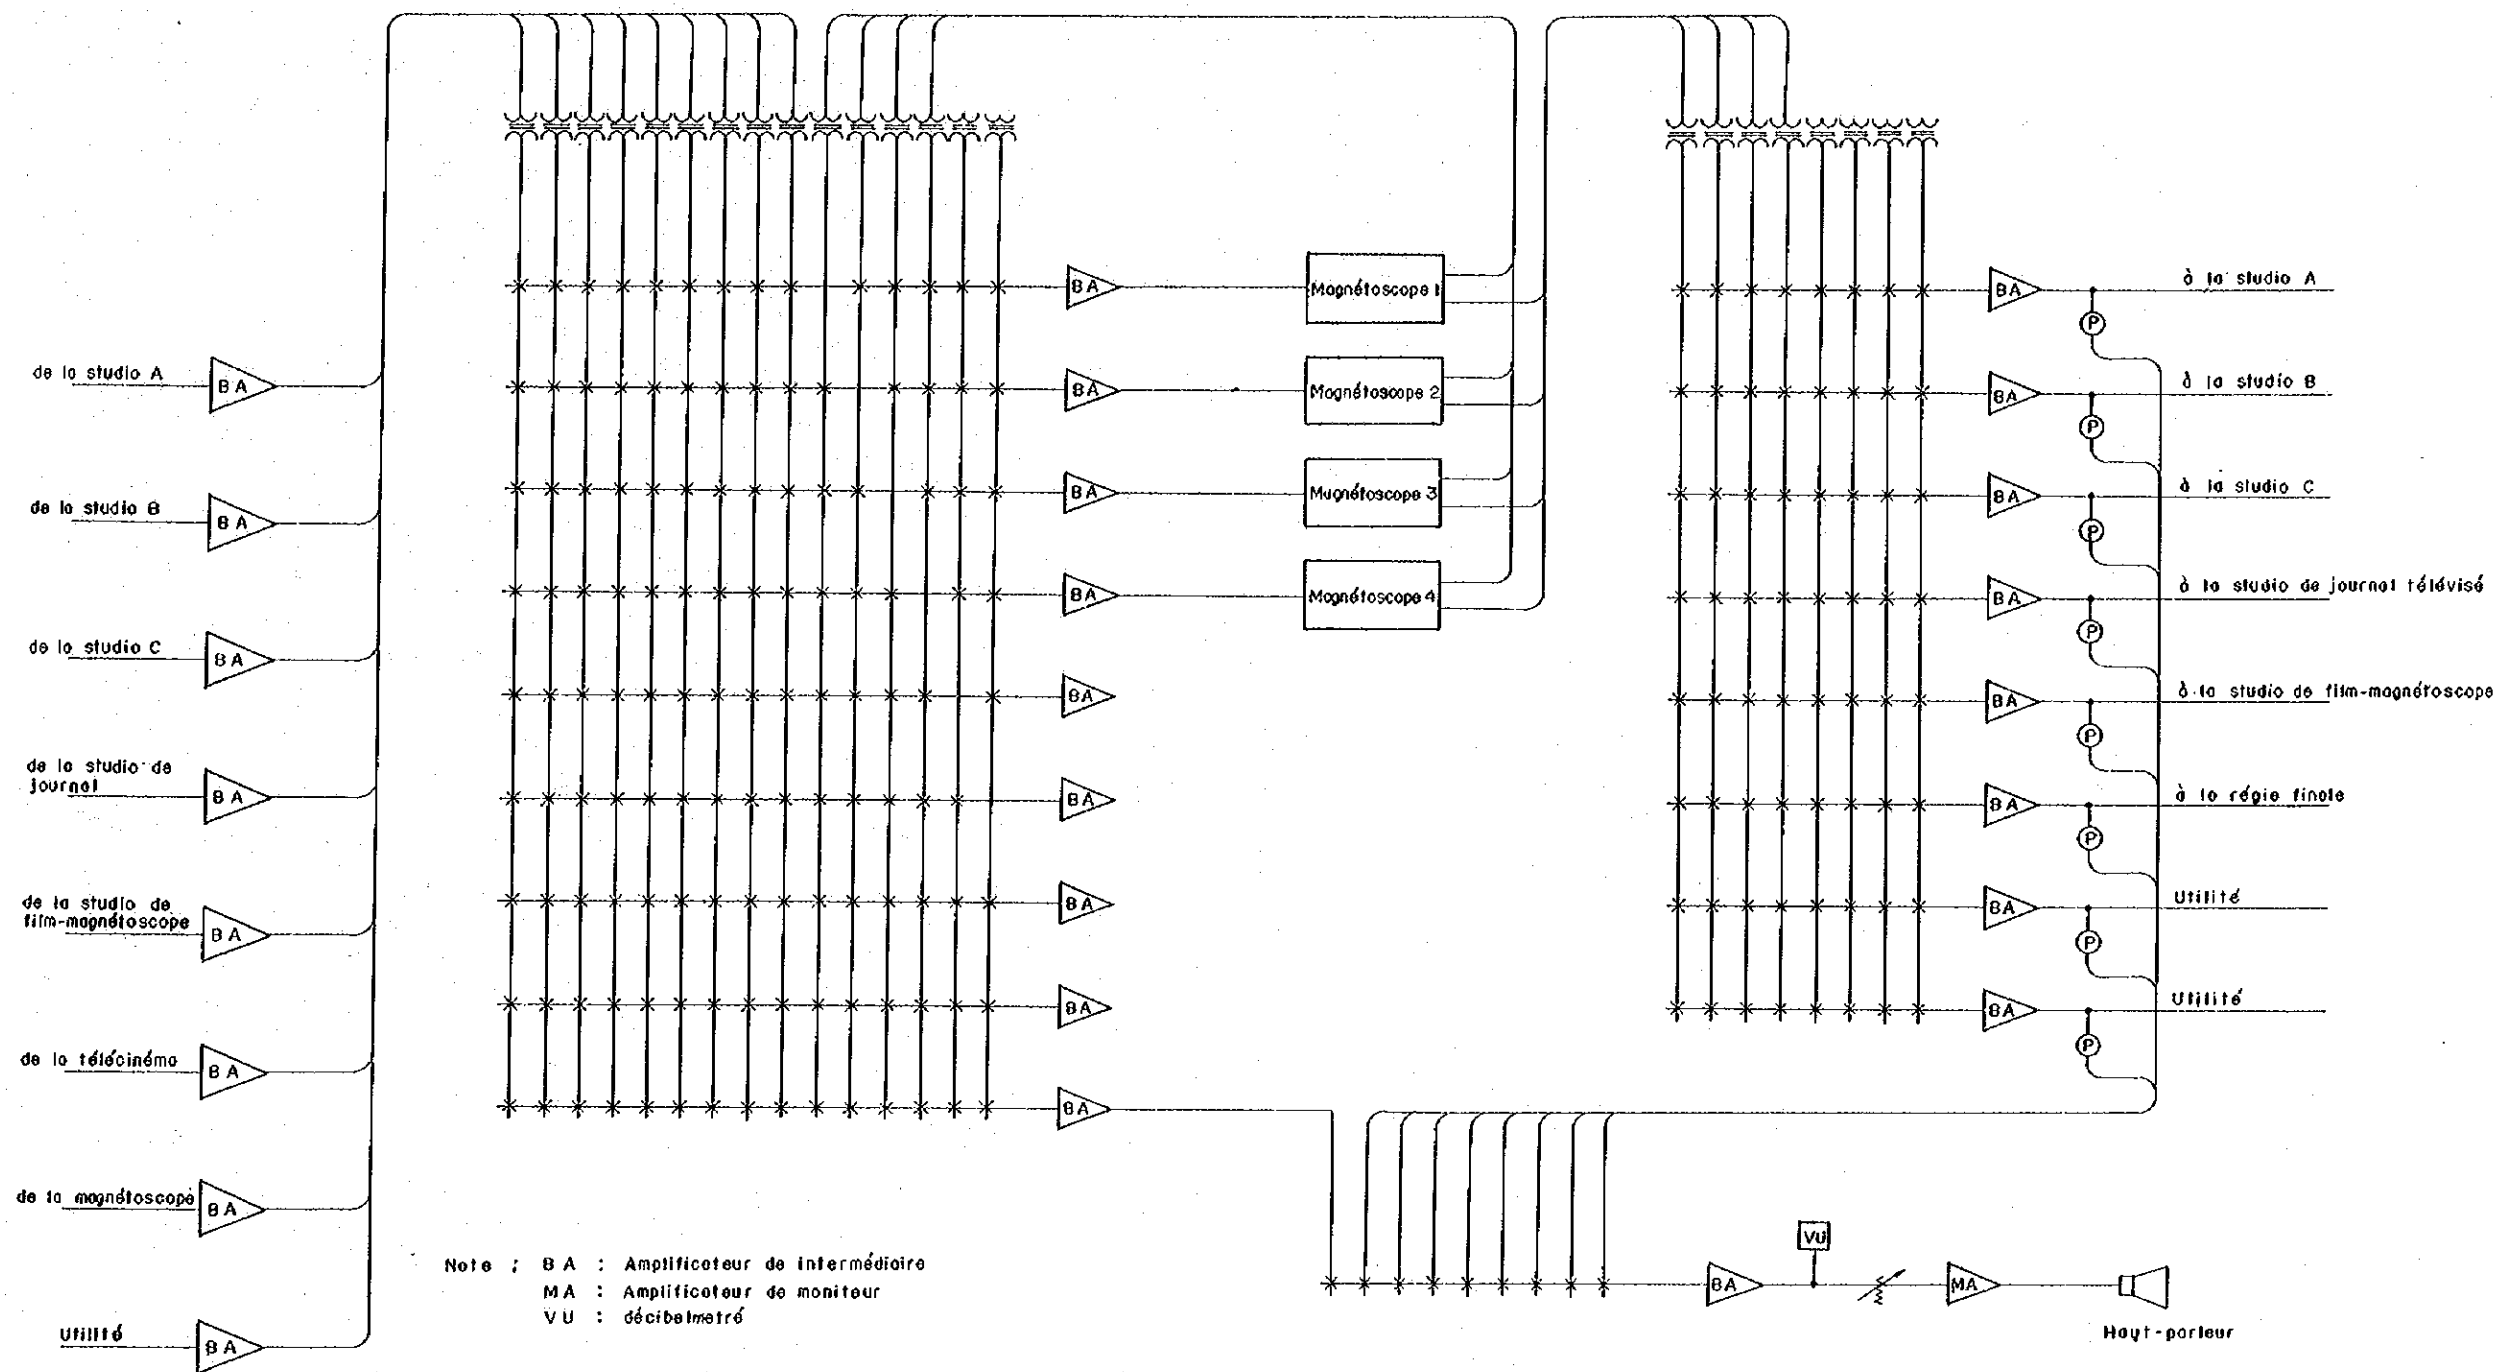 de la studio A
BA
de la studio B
BA
de la studio C
BA
de la studio de
journal
BA
de la studio de
film-magnétoscope
BA
de la télécinéma
BA
de la magnétoscope
BA
Utilité
BA
BA
Magnétoscope 1
BA
Magnétoscope 2
BA
Magnétoscope 3
BA
Magnétoscope 4
BA
BA
BA
BA
BA
BA
à la studio A
P
BA
à la studio B
P
BA
à la studio C
P
BA
à la studio de journal télévisé
P
BA
à la studio de film-magnétoscope
P
BA
à la régie finale
P
BA
Utilité
P
BA
Utilité
P
BA
VU
MA
Haut-parleur
Note ; BA : Amplificateur de intermédiaire
MA : Amplificateur de moniteur
VU : décibelmetré